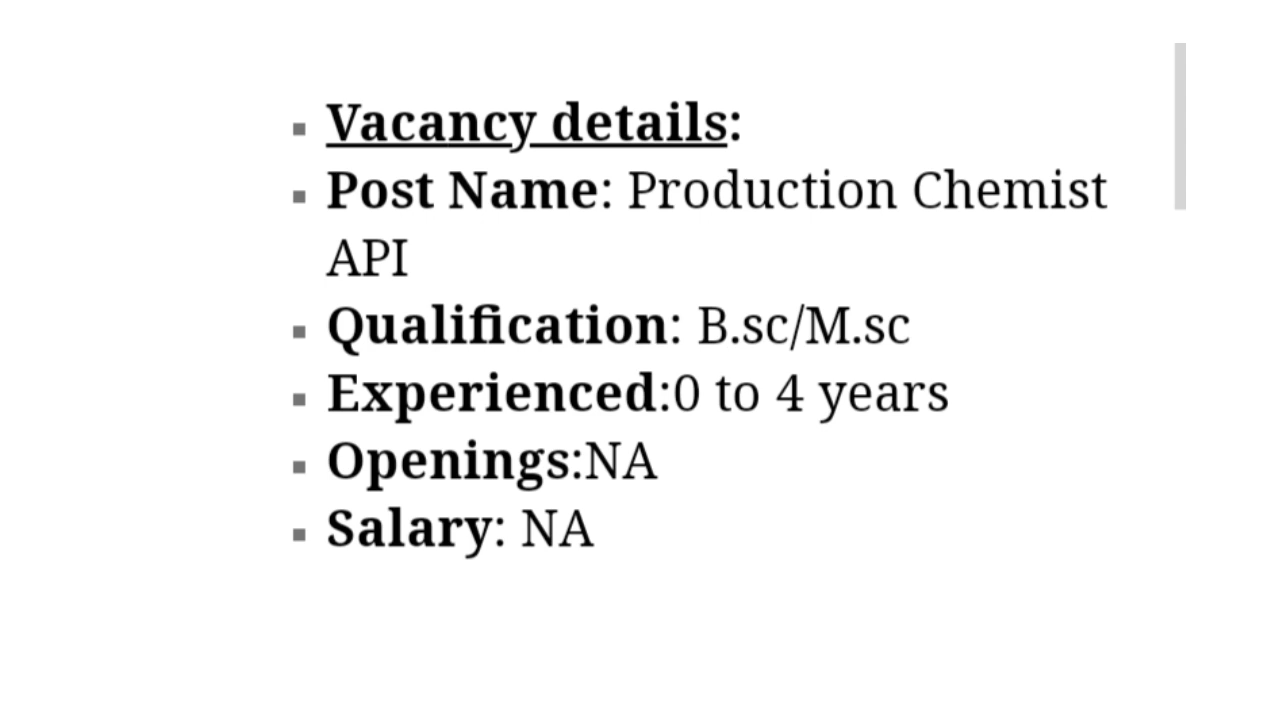 Vacancy details:
Post Name: Production Chemist
API
Qualification: B.sc/M.sc
Experienced:0 to 4 years
Openings:NA
Salary: NA